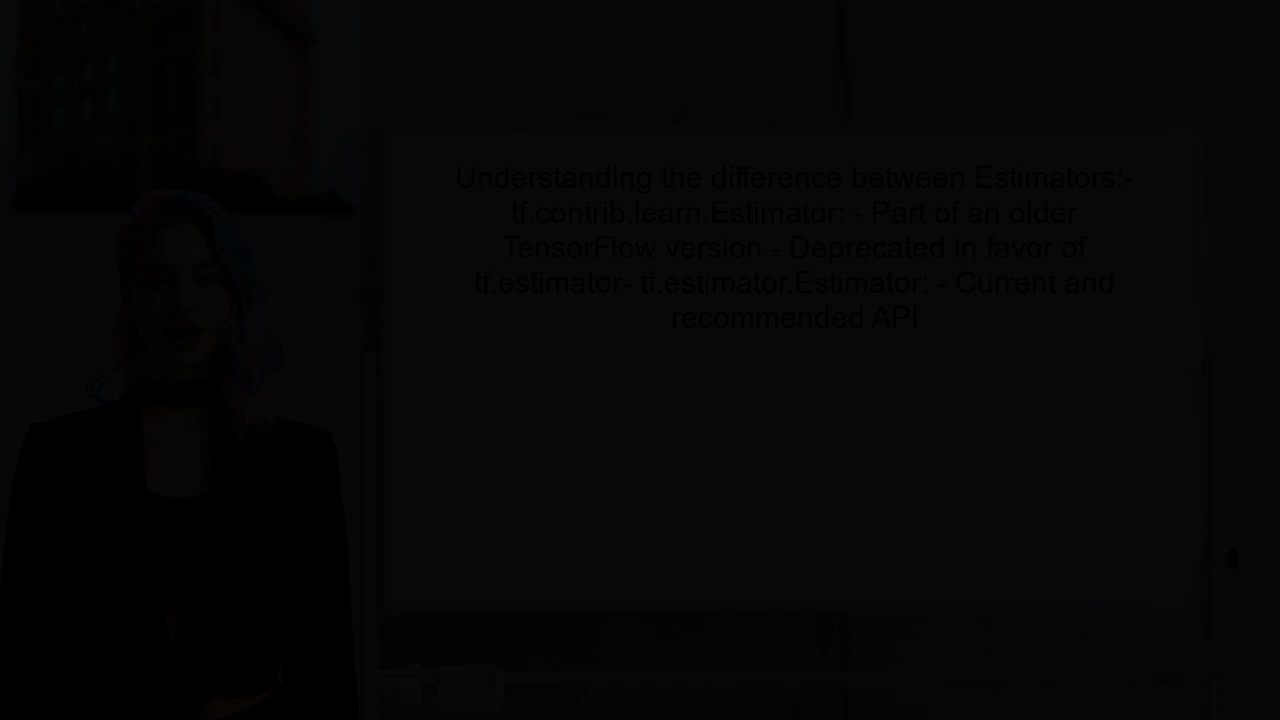 Understanding the difference between Estimators:-
tf.contrib.learn.Estimator: - Part of an older
TensorFlow version - Deprecated in favor of
tf.estimator- tf.estimator.Estimator: - Current and
recommended API